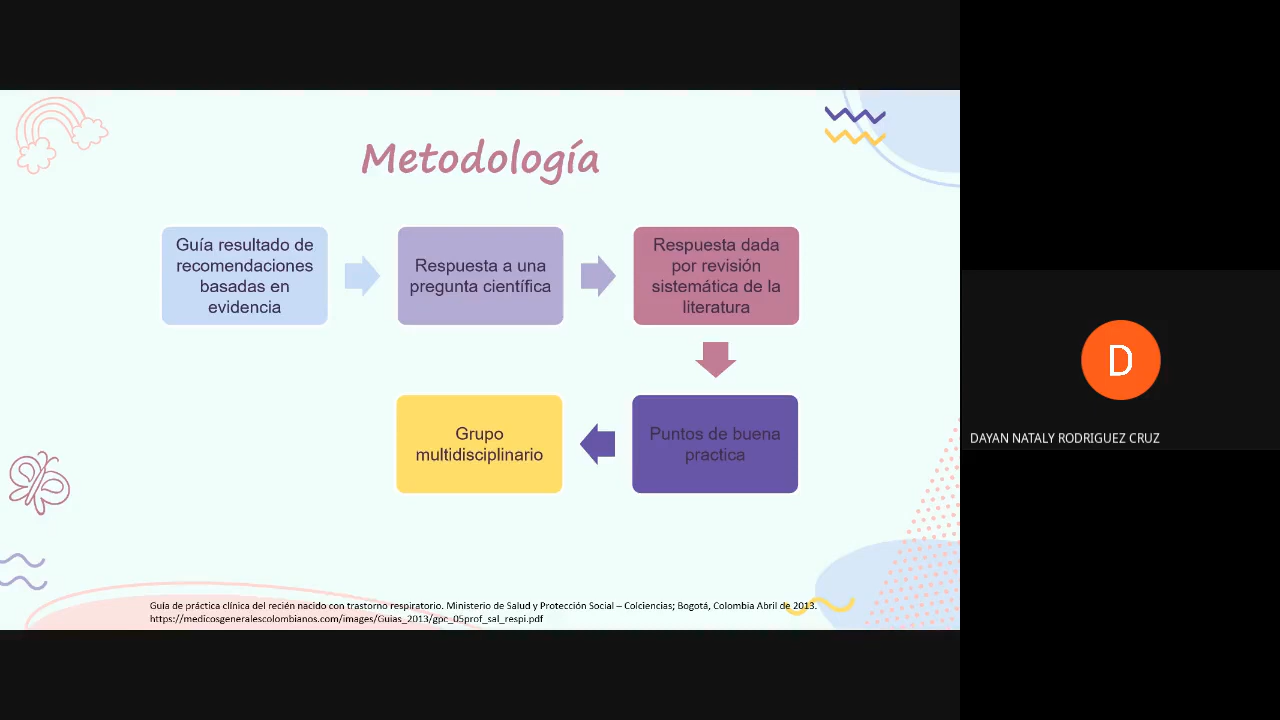 Metodología
Guía resultado de
recomendaciones
basadas en
evidencia
Respuesta a una
pregunta científica
Respuesta dada
por revisión
sistemática de la
literatura
Grupo
multidisciplinario
Puntos de buena
practica
Guía de práctica clínica del recién nacido con trastorno respiratorio. Ministerio de Salud y Protección Social – Colciencias; Bogotá, Colombia Abril de 2013.
https://medicosgeneralescolombianos.com/images/Guias_2013/gpc_05prof_sal_respi.pdf
D
DAYAN NATALY RODRIGUEZ CRUZ